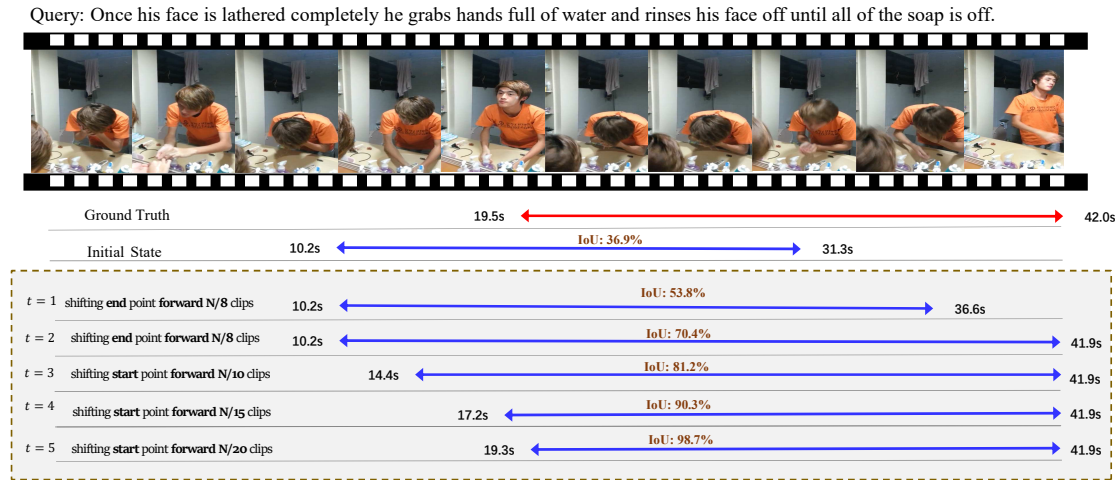 Query: Once his face is lathered completely he grabs hands full of water and rinses his face off until all of the soap is off.
Ground Truth 19.5s 42.0s
Initial State 10.2s IoU: 36.9% 31.3s
t = 1 shifting end point forward N/8 clips 10.2s IoU: 53.8% 36.6s
t = 2 shifting end point forward N/8 clips 10.2s IoU: 70.4% 41.9s
t = 3 shifting start point forward N/10 clips 14.4s IoU: 81.2% 41.9s
t = 4 shifting start point forward N/15 clips 17.2s IoU: 90.3% 41.9s
t = 5 shifting start point forward N/20 clips 19.3s IoU: 98.7% 41.9s